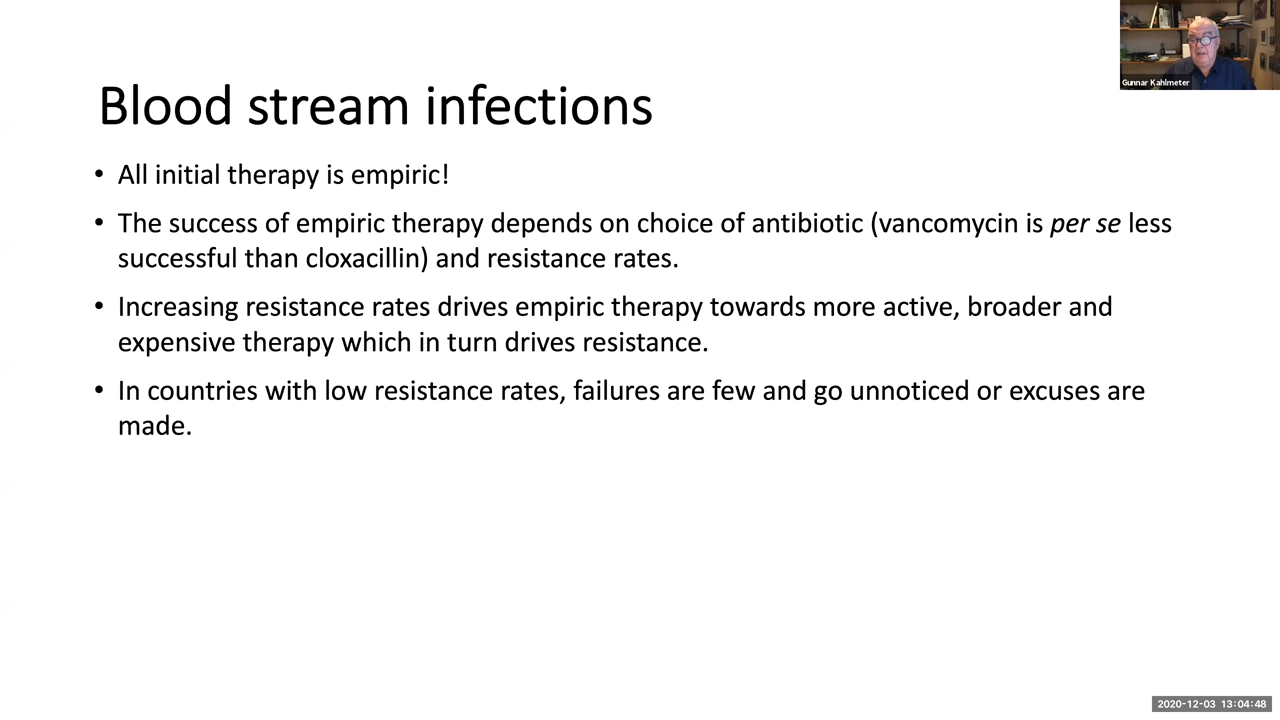 Gunnar Kahlmeter
Blood stream infections
• All initial therapy is empiric!
• The success of empiric therapy depends on choice of antibiotic (vancomycin is per se less
successful than cloxacillin) and resistance rates.
• Increasing resistance rates drives empiric therapy towards more active, broader and
expensive therapy which in turn drives resistance.
• In countries with low resistance rates, failures are few and go unnoticed or excuses are
made.
2020-12-03 13:04:48